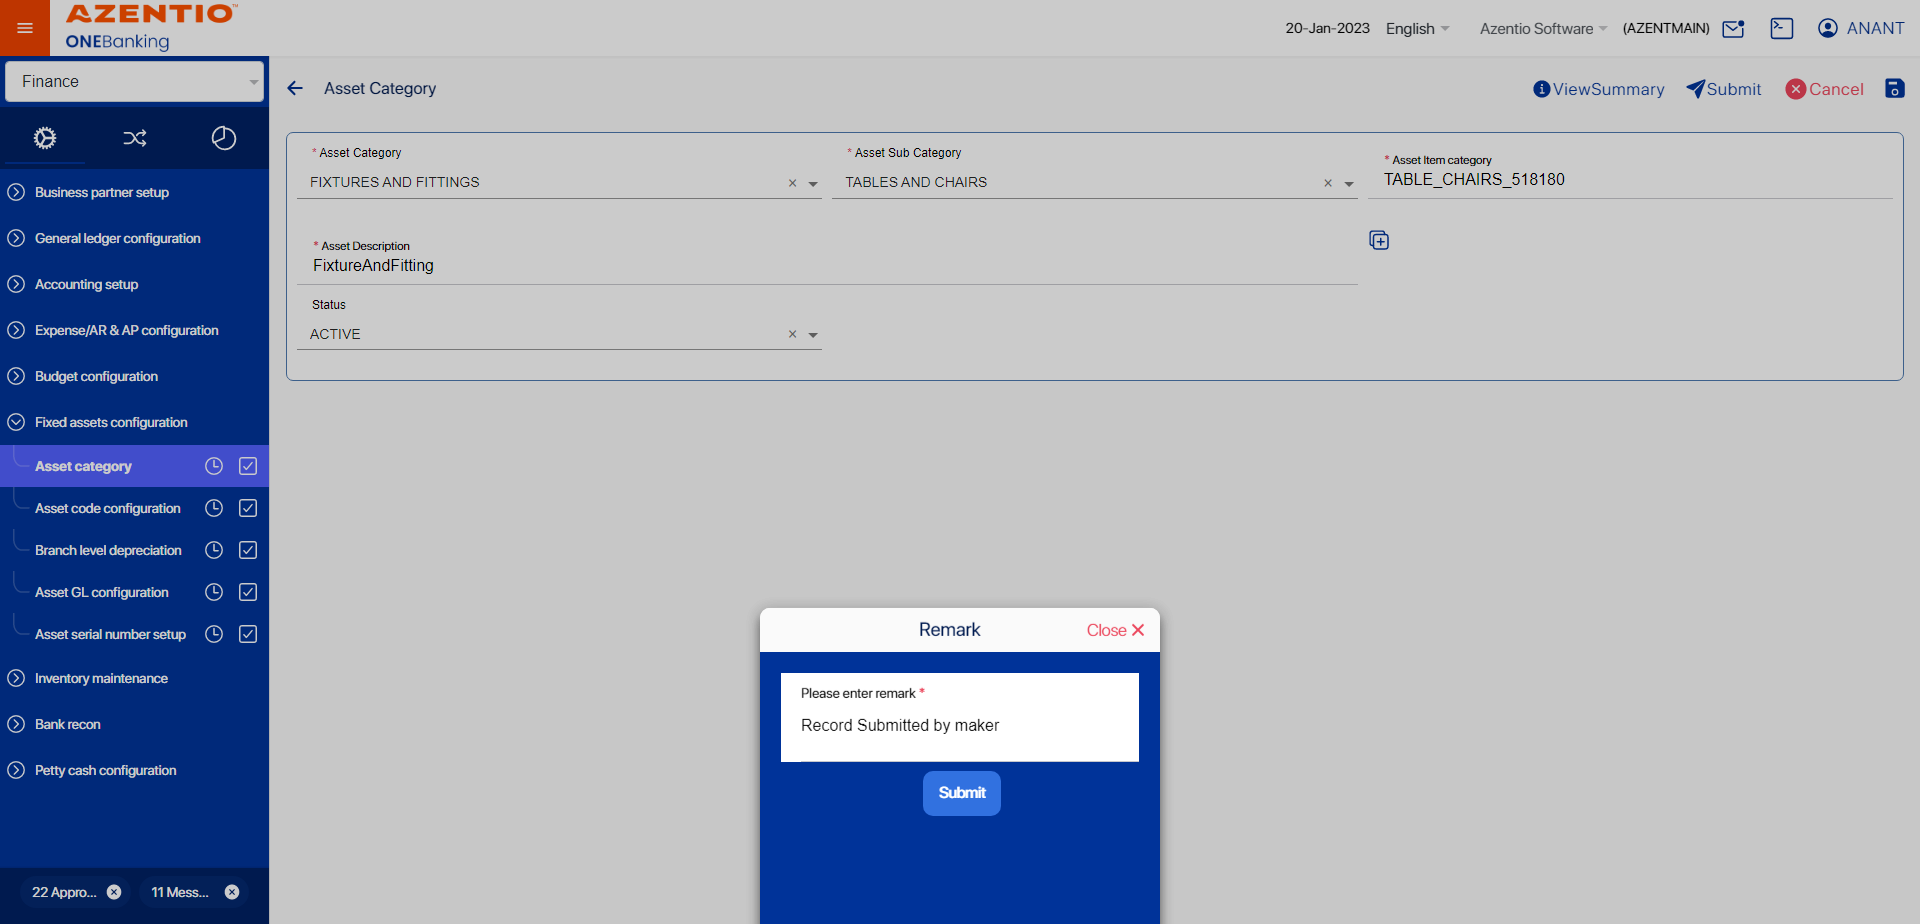 AZENTIO™
ONEBanking
20-Jan-2023 English Azentio Software (AZENTMAIN) ANANT
Finance
Asset Category
ViewSummary Submit Cancel
Business partner setup
General ledger configuration
Accounting setup
Expense/AR & AP configuration
Budget configuration
Fixed assets configuration
Asset category
Asset code configuration
Branch level depreciation
Asset GL configuration
Asset serial number setup
Inventory maintenance
Bank recon
Petty cash configuration
22 Appro... 11 Mess...
* Asset Category
FIXTURES AND FITTINGS
* Asset Sub Category
TABLES AND CHAIRS
* Asset Item category
TABLE_CHAIRS_518180
* Asset Description
FixtureAndFitting
Status
ACTIVE
Remark
Close
Please enter remark *
Record Submitted by maker
Submit